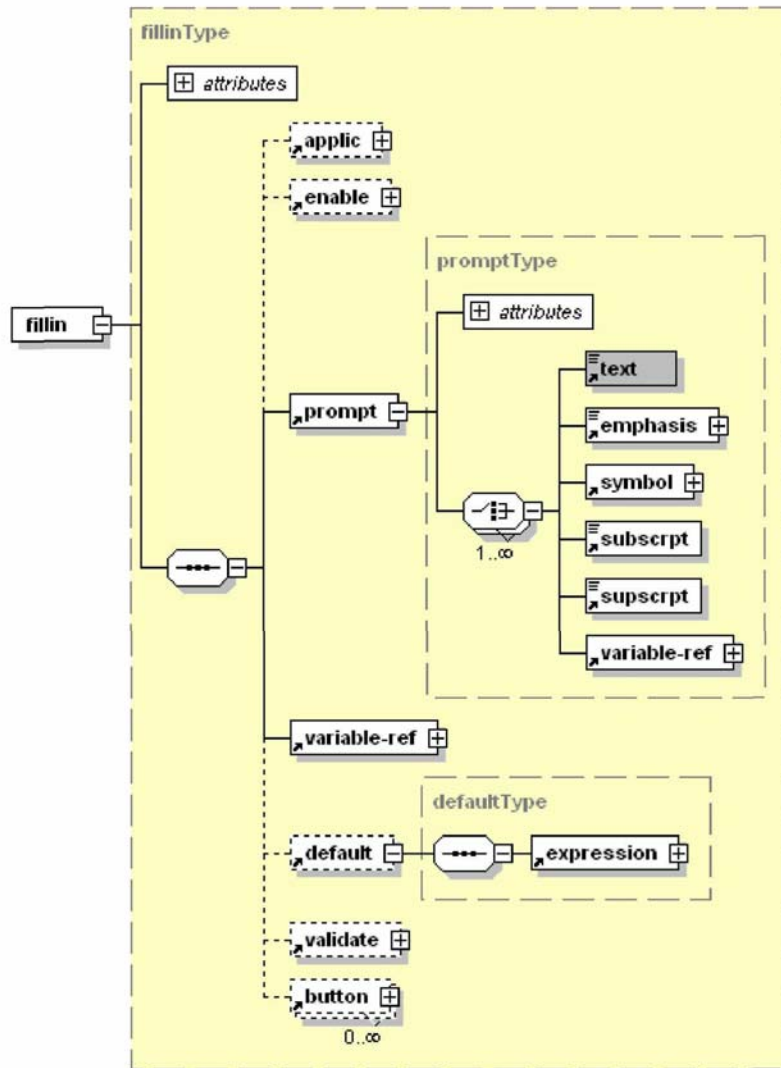 fillinType
attributes
applic
enable
promptType
attributes
fillin
text
prompt
emphasis
symbol
subscrpt
1..∞
supscrpt
variable-ref
variable-ref
defaultType
default
expression
validate
button
0..∞